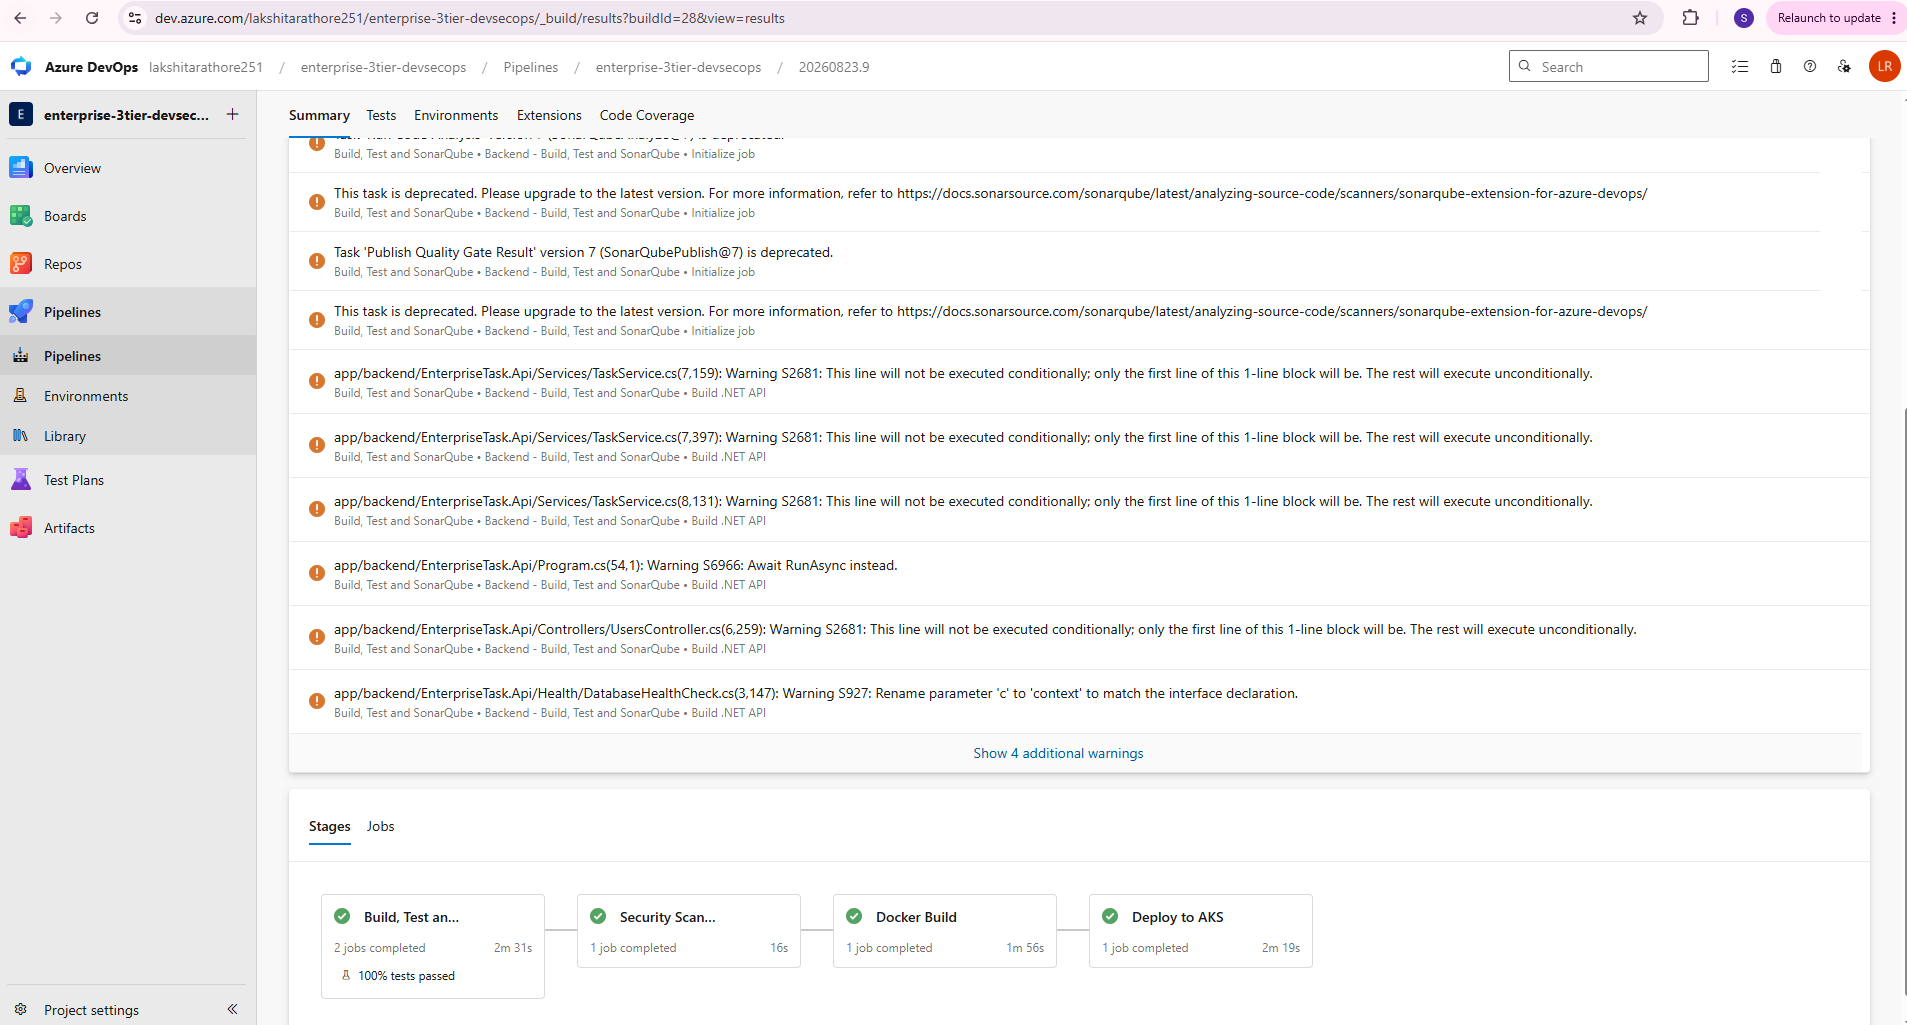 dev.azure.com/lakshitarathore251/enterprise-3tier-devsecops/_build/results?buildId=28&view=results
S
Relaunch to update
Azure DevOps
lakshitarathore251 / enterprise-3tier-devsecops / Pipelines / enterprise-3tier-devsecops / 20260823.9
Search
LR
E
enterprise-3tier-devsec...
Overview
Boards
Repos
Pipelines
Pipelines
Environments
Library
Test Plans
Artifacts
Project settings
Summary
Tests
Environments
Extensions
Code Coverage
Build, Test and SonarQube • Backend - Build, Test and SonarQube • Initialize job
This task is deprecated. Please upgrade to the latest version. For more information, refer to https://docs.sonarsource.com/sonarqube/latest/analyzing-source-code/scanners/sonarqube-extension-for-azure-devops/
Build, Test and SonarQube • Backend - Build, Test and SonarQube • Initialize job
Task 'Publish Quality Gate Result' version 7 (SonarQubePublish@7) is deprecated.
Build, Test and SonarQube • Backend - Build, Test and SonarQube • Initialize job
This task is deprecated. Please upgrade to the latest version. For more information, refer to https://docs.sonarsource.com/sonarqube/latest/analyzing-source-code/scanners/sonarqube-extension-for-azure-devops/
Build, Test and SonarQube • Backend - Build, Test and SonarQube • Initialize job
app/backend/EnterpriseTask.Api/Services/TaskService.cs(7,159): Warning S2681: This line will not be executed conditionally; only the first line of this 1-line block will be. The rest will execute unconditionally.
Build, Test and SonarQube • Backend - Build, Test and SonarQube • Build .NET API
app/backend/EnterpriseTask.Api/Services/TaskService.cs(7,397): Warning S2681: This line will not be executed conditionally; only the first line of this 1-line block will be. The rest will execute unconditionally.
Build, Test and SonarQube • Backend - Build, Test and SonarQube • Build .NET API
app/backend/EnterpriseTask.Api/Services/TaskService.cs(8,131): Warning S2681: This line will not be executed conditionally; only the first line of this 1-line block will be. The rest will execute unconditionally.
Build, Test and SonarQube • Backend - Build, Test and SonarQube • Build .NET API
app/backend/EnterpriseTask.Api/Program.cs(54,1): Warning S6966: Await RunAsync instead.
Build, Test and SonarQube • Backend - Build, Test and SonarQube • Build .NET API
app/backend/EnterpriseTask.Api/Controllers/UsersController.cs(6,259): Warning S2681: This line will not be executed conditionally; only the first line of this 1-line block will be. The rest will execute unconditionally.
Build, Test and SonarQube • Backend - Build, Test and SonarQube • Build .NET API
app/backend/EnterpriseTask.Api/Health/DatabaseHealthCheck.cs(3,147): Warning S927: Rename parameter 'c' to 'context' to match the interface declaration.
Build, Test and SonarQube • Backend - Build, Test and SonarQube • Build .NET API
Show 4 additional warnings
Stages
Jobs
Build, Test an...
2 jobs completed 2m 31s
100% tests passed
Security Scan...
1 job completed 16s
Docker Build
1 job completed 1m 56s
Deploy to AKS
1 job completed 2m 19s